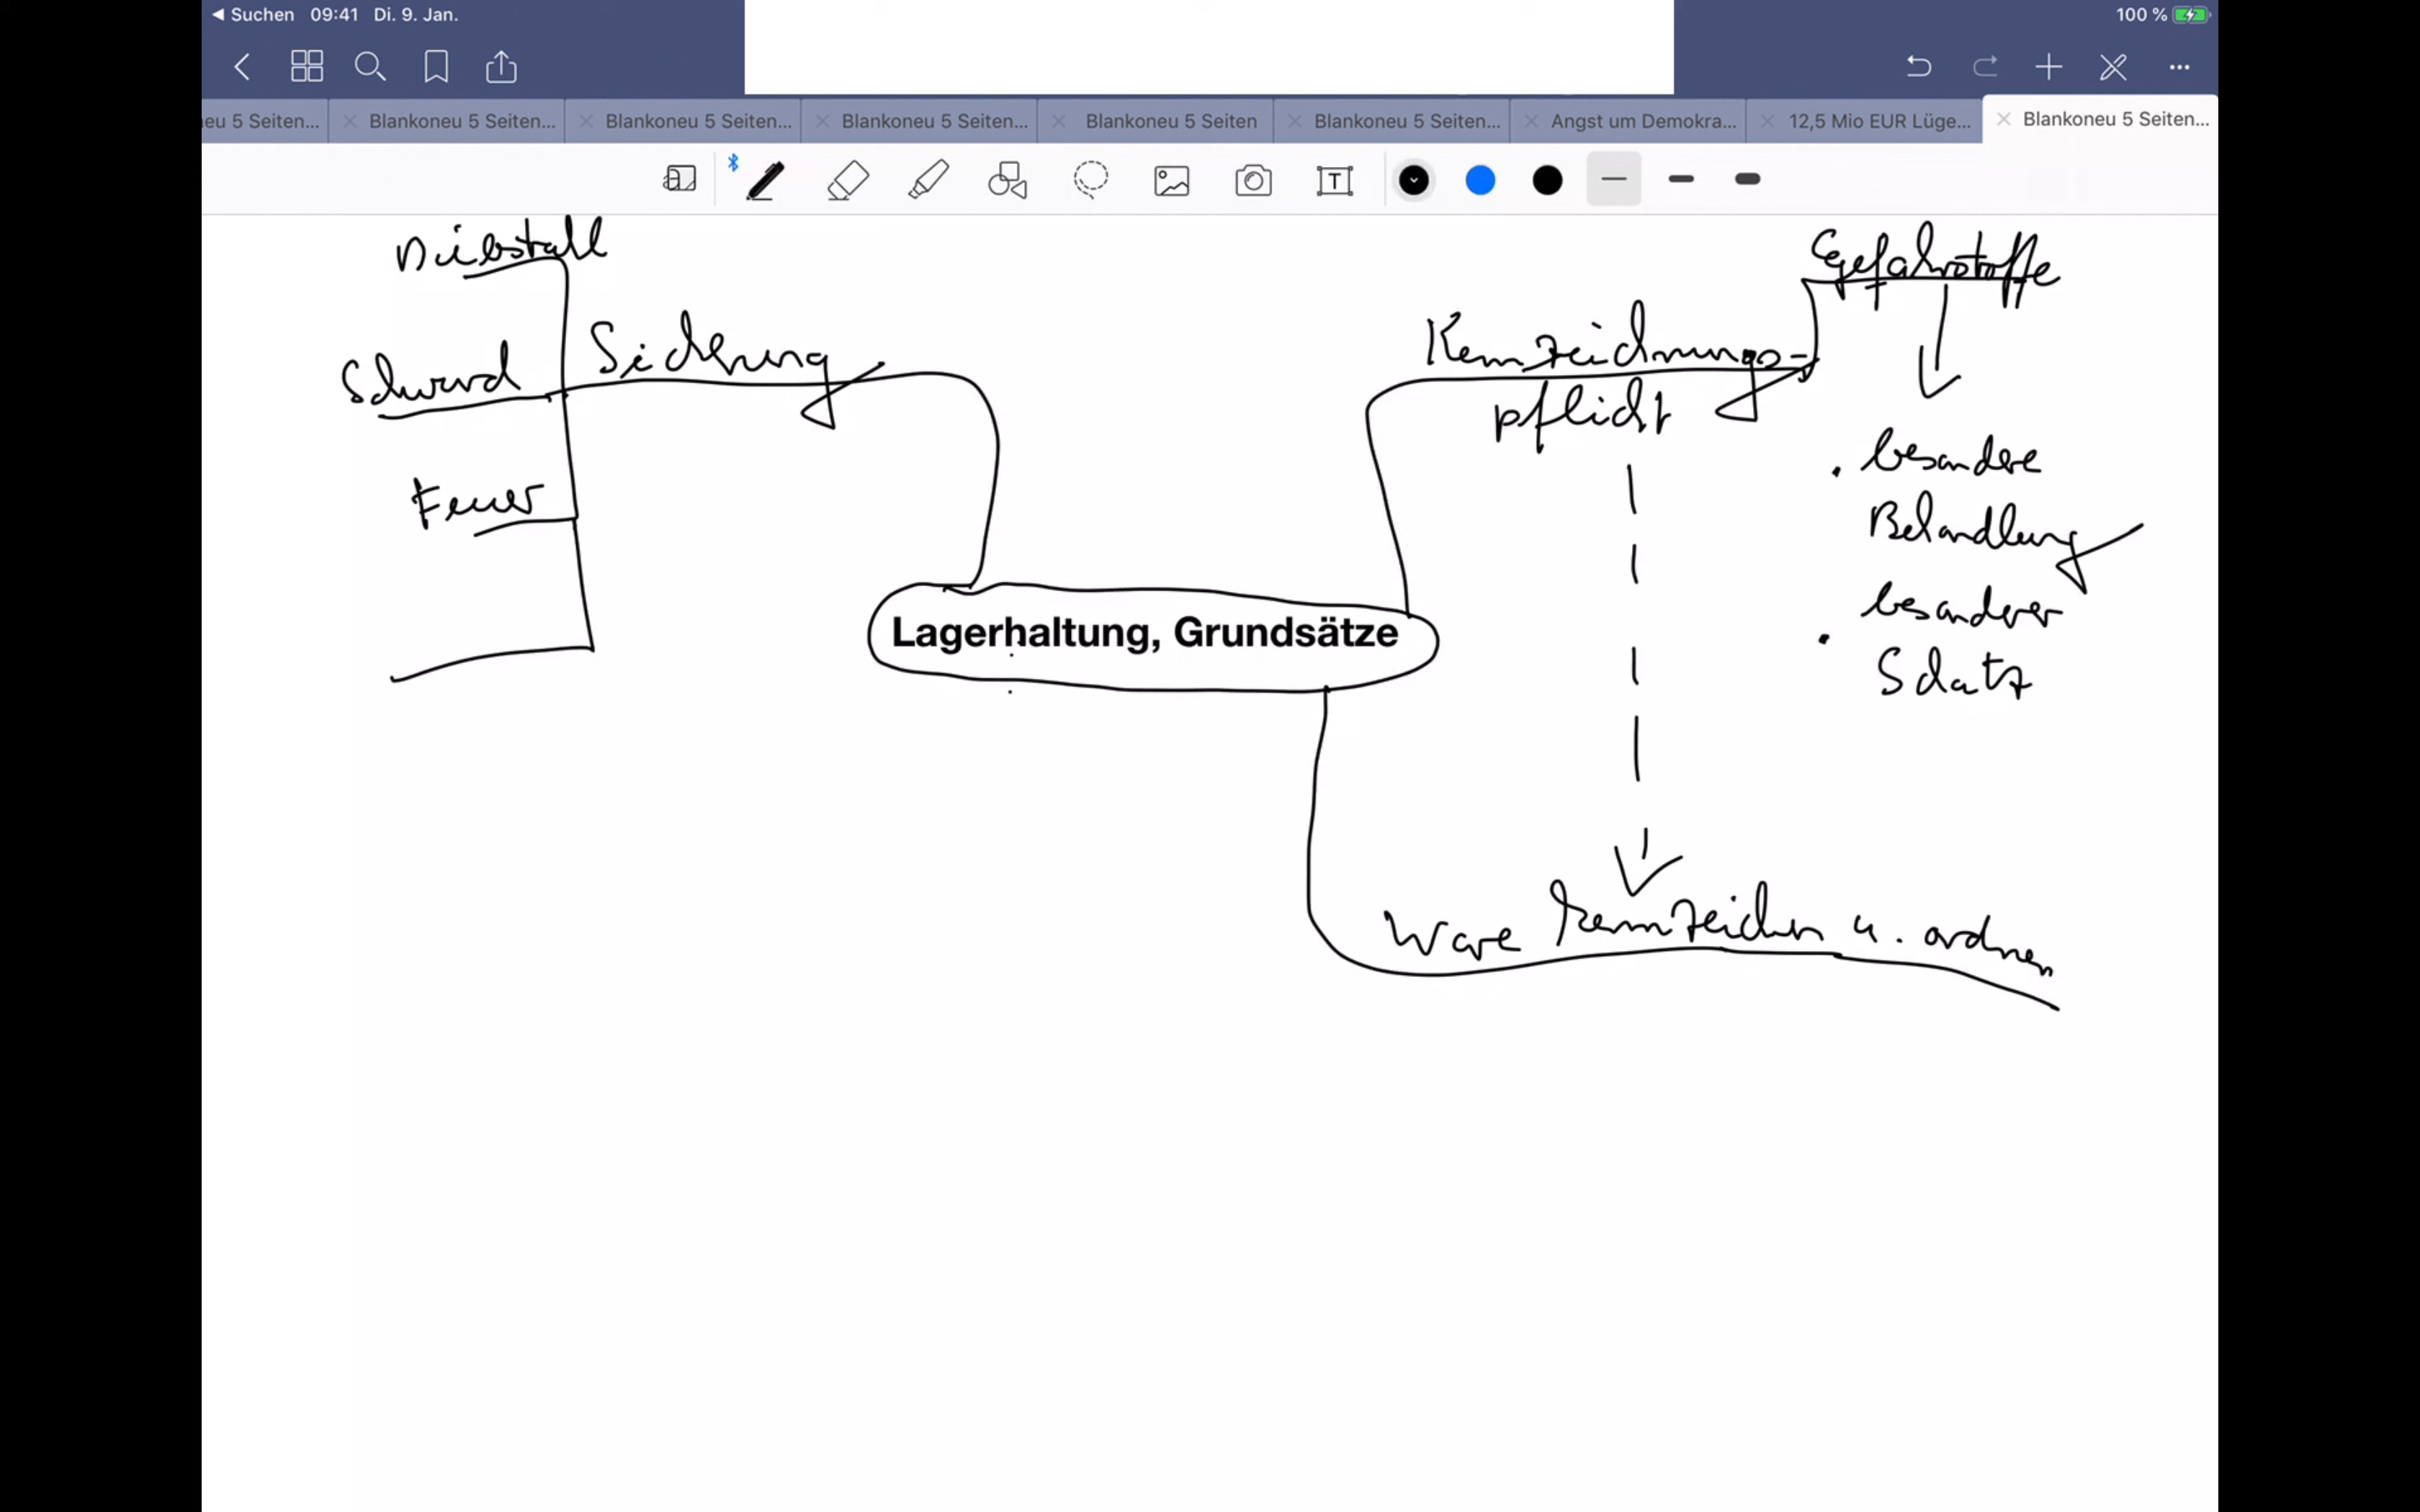 Suchen 09:41 Di. 9. Jan.
100 %
eu 5 Seiten... Blankoneu 5 Seiten... Blankoneu 5 Seiten... Blankoneu 5 Seiten... Blankoneu 5 Seiten Blankoneu 5 Seiten... Angst um Demokra... 12,5 Mio EUR Lüge... Blankoneu 5 Seiten...
Diebstahl
Schwund
Sicherung
Feuer
Lagerhaltung, Grundsätze
Kennzeichnungs-
pflicht
Gefahrstoffe
• besondere
Behandlung
besonderer
• Schutz
Ware kennzeichnen u. ordnen